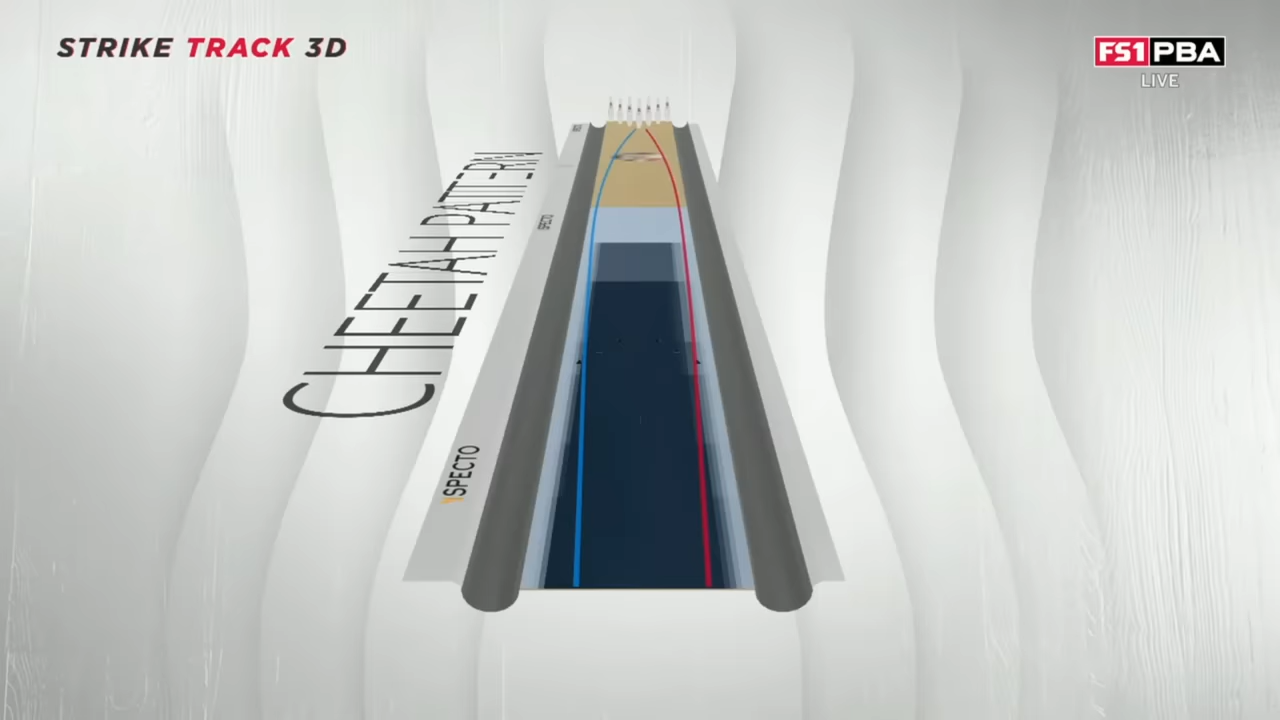 STRIKE TRACK 3D
FS1 PBA
LIVE
CHEETAH PATTERN
SPECTO
SPECTO